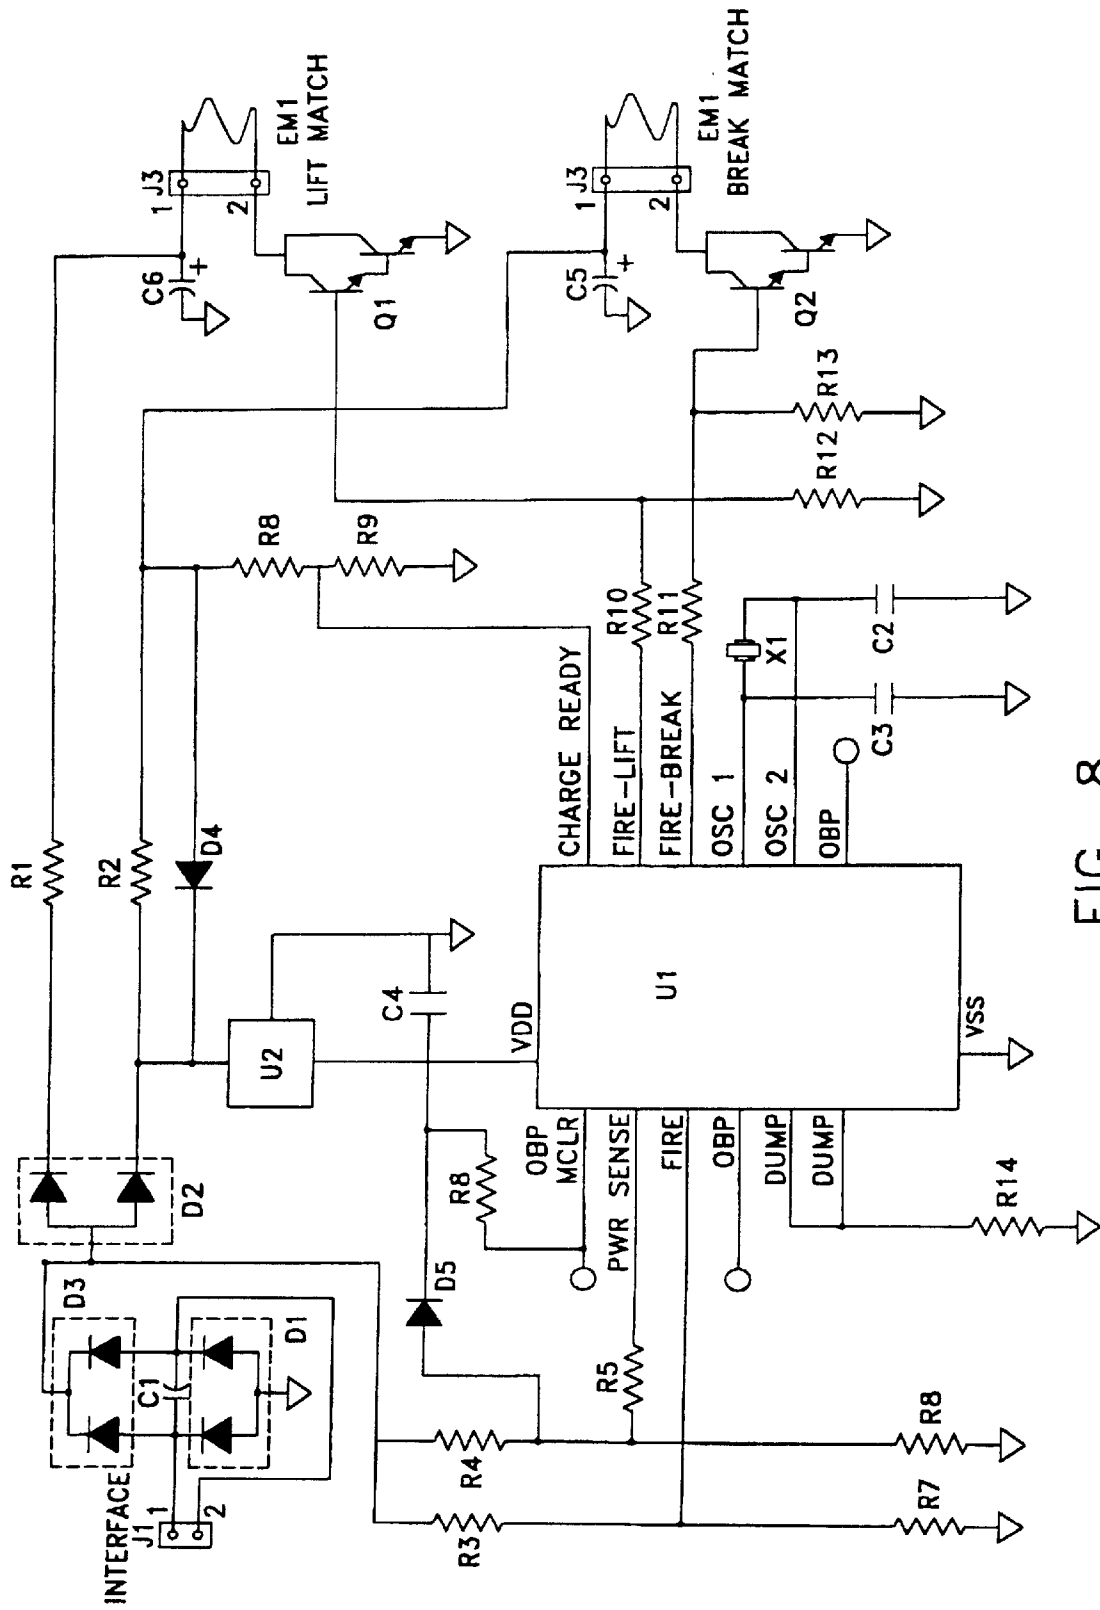 INTERFACE
J1
1
2
C1
D1
D3
D2
R1
R2
D4
U2
C4
D5
R8
R3
R4
R5
R7
R8
R8
R9
C6
+
J3
1
2
EM1
LIFT MATCH
Q1
C5
+
J3
1
2
EM1
BREAK MATCH
Q2
R10
R11
R12
R13
X1
C2
C3
R14
U1
VDD
VSS
OBP
MCLR
PWR SENSE
FIRE
OBP
DUMP
DUMP
CHARGE READY
FIRE-LIFT
FIRE-BREAK
OSC 1
OSC 2
OBP
FIG. 8